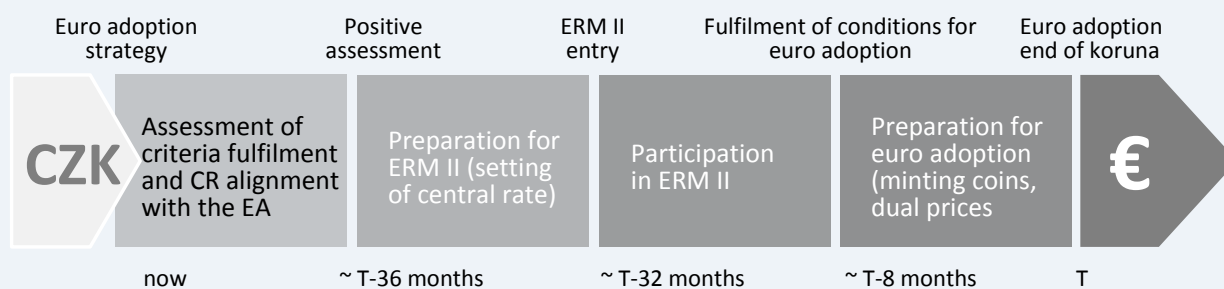 Euro adoption
strategy
Positive
assessment
ERM II
entry
Fulfilment of conditions for
euro adoption
Euro adoption
end of koruna
CZK
Assessment of
criteria fulfilment
and CR alignment
with the EA
Preparation for
ERM II (setting
of central rate)
Participation
in ERM II
Preparation for
euro adoption
(minting coins,
dual prices
€
now
~ T-36 months
~ T-32 months
~ T-8 months
T